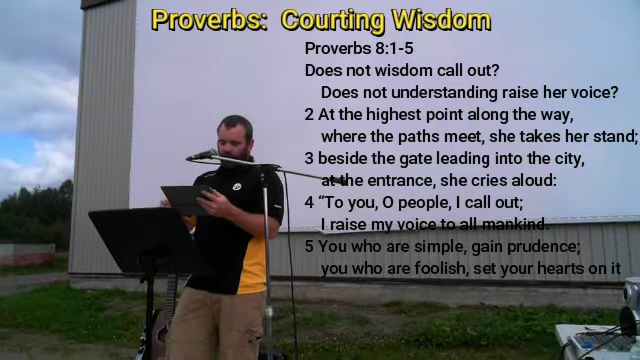 Proverbs:  Courting Wisdom
Proverbs 8:1-5
Does not wisdom call out?
Does not understanding raise her voice?
2 At the highest point along the way,
where the paths meet, she takes her stand;
3 beside the gate leading into the city,
at the entrance, she cries aloud:
4 “To you, O people, I call out;
I raise my voice to all mankind.
5 You who are simple, gain prudence;
you who are foolish, set your hearts on it